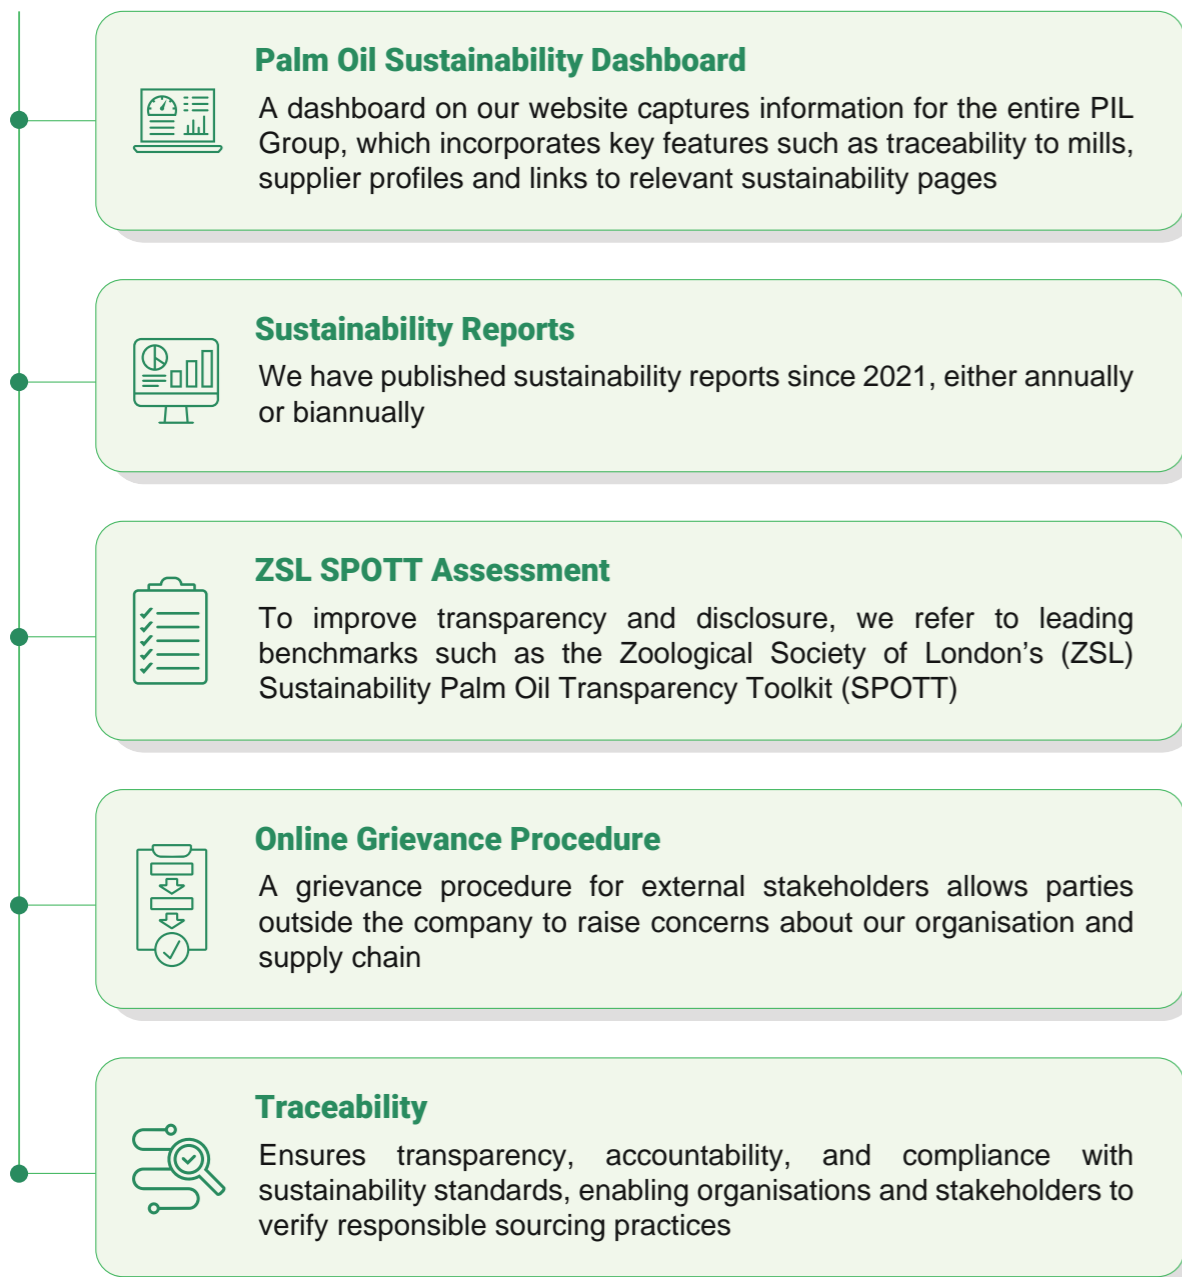 Palm Oil Sustainability Dashboard
A dashboard on our website captures information for the entire PIL
Group, which incorporates key features such as traceability to mills,
supplier profiles and links to relevant sustainability pages
Sustainability Reports
We have published sustainability reports since 2021, either annually
or biannually
ZSL SPOTT Assessment
To improve transparency and disclosure, we refer to leading
benchmarks such as the Zoological Society of London’s (ZSL)
Sustainability Palm Oil Transparency Toolkit (SPOTT)
Online Grievance Procedure
A grievance procedure for external stakeholders allows parties
outside the company to raise concerns about our organisation and
supply chain
Traceability
Ensures transparency, accountability, and compliance with
sustainability standards, enabling organisations and stakeholders to
verify responsible sourcing practices